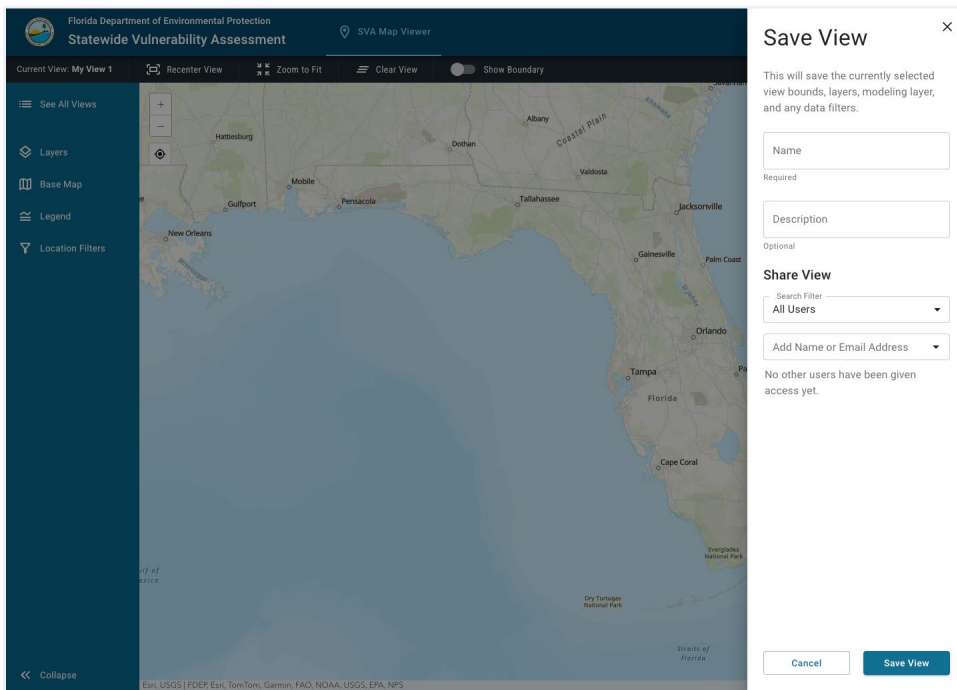 Florida Department of Environmental Protection
Statewide Vulnerability Assessment
SVA Map Viewer
Current View: My View 1
Recenter View
Zoom to Fit
Clear View
Show Boundary
See All Views
Layers
Base Map
Legend
Location Filters
Collapse
Savannah
Altamaha
Albany
Coastal Plain
Hattiesburg
Dothan
Valdosta
Mobile
Tallahassee
Gulfport
Pensacola
Jacksonville
New Orleans
Mississippi
Gainesville
Palm Coast
St Johns
Orlando
Tampa
Pa
Florida
Cape Coral
Everglades
National Park
Dry Tortugas
National Park
Straits of
Florida
Esri, USGS | FDEP, Esri, TomTom, Garmin, FAO, NOAA, USGS, EPA, NPS
Save View
This will save the currently selected
view bounds, layers, modeling layer,
and any data filters.
Name
Required
Description
Optional
Share View
Search Filter
All Users
Add Name or Email Address
No other users have been given
access yet.
Cancel
Save View